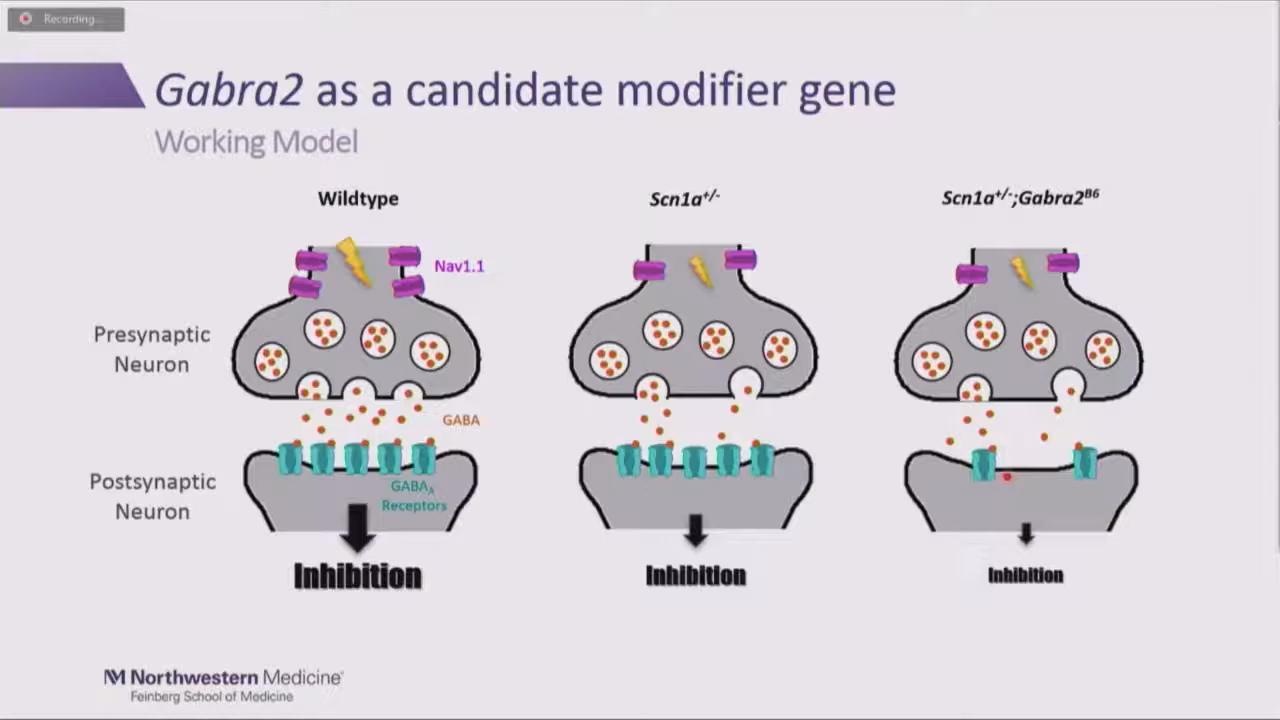 Recording...
Gabra2 as a candidate modifier gene
Working Model
Wildtype
Scn1a+/-
Scn1a+/-;Gabra2B6
Nav1.1
Presynaptic
Neuron
GABA
Postsynaptic
Neuron
GABAA
Receptors
Inhibition
Inhibition
Inhibition
NM Northwestern Medicine®
Feinberg School of Medicine